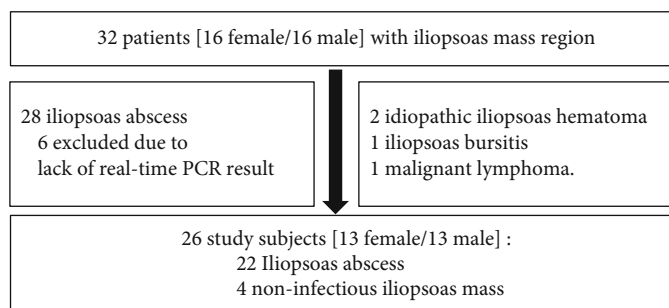 32 patients [16 female/16 male] with iliopsoas mass region
28 iliopsoas abscess
6 excluded due to
lack of real-time PCR result
2 idiopathic iliopsoas hematoma
1 iliopsoas bursitis
1 malignant lymphoma.
26 study subjects [13 female/13 male] :
22 Iliopsoas abscess
4 non-infectious iliopsoas mass